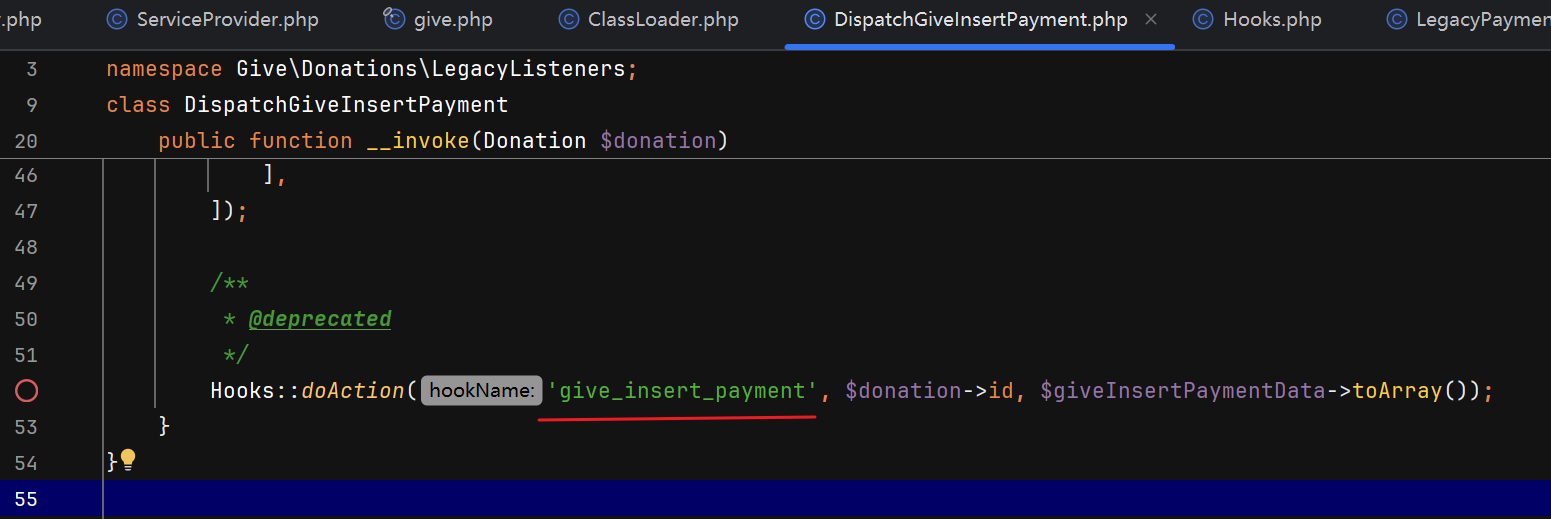 .php ServiceProvider.php give.php ClassLoader.php DispatchGiveInsertPayment.php × Hooks.php LegacyPaymen
3 namespace Give\Donations\LegacyListeners;
9 class DispatchGiveInsertPayment
20 public function __invoke(Donation $donation)
46 ],
47 ]);
48
49 /**
50 * @deprecated
51 */
Hooks::doAction( hookName: 'give_insert_payment', $donation->id, $giveInsertPaymentData->toArray());
53 }
54 }
55